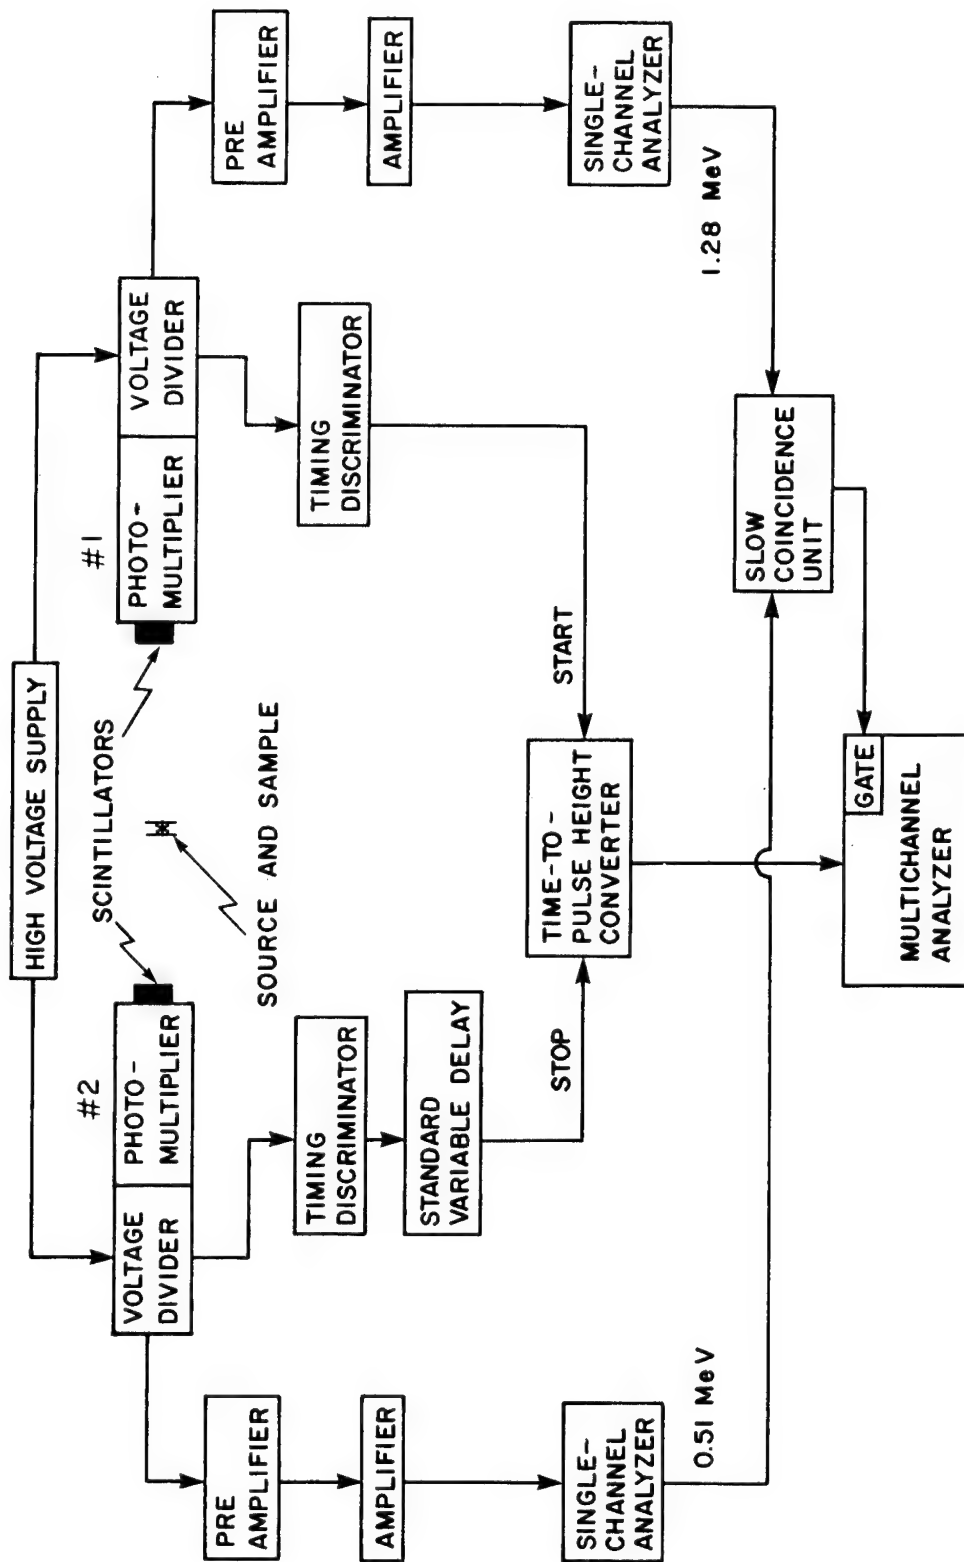 HIGH VOLTAGE SUPPLY
#2
SCINTILLATORS
#1
VOLTAGE
DIVIDER
PHOTO-
MULTIPLIER
PHOTO-
MULTIPLIER
VOLTAGE
DIVIDER
SOURCE AND SAMPLE
PRE
AMPLIFIER
TIMING
DISCRIMINATOR
TIMING
DISCRIMINATOR
PRE
AMPLIFIER
AMPLIFIER
STANDARD
VARIABLE DELAY
AMPLIFIER
STOP
START
SINGLE-
CHANNEL
ANALYZER
TIME-TO-
PULSE HEIGHT
CONVERTER
SINGLE-
CHANNEL
ANALYZER
0.51 MeV
1.28 MeV
SLOW
COINCIDENCE
UNIT
GATE
MULTICHANNEL
ANALYZER